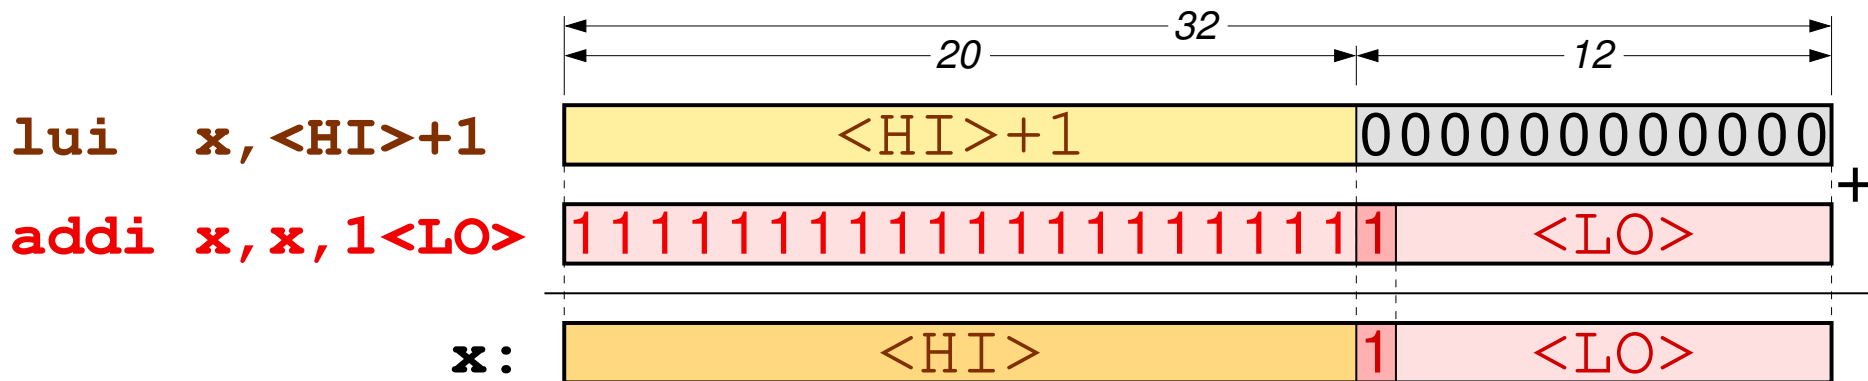 32
20 12
lui x,<HI>+1 <HI>+1 000000000000
+
addi x,x,1<LO> 11111111111111111111 1 <LO>
x: <HI> 1 <LO>